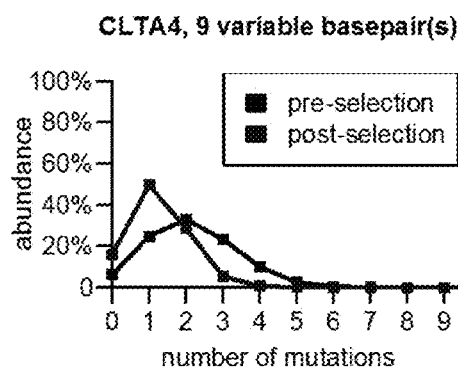 CLTA4, 9 variable basepair(s)
100%
80%
60%
40%
20%
0
abundance
pre-selection
post-selection
0 1 2 3 4 5 6 7 8 9
number of mutations